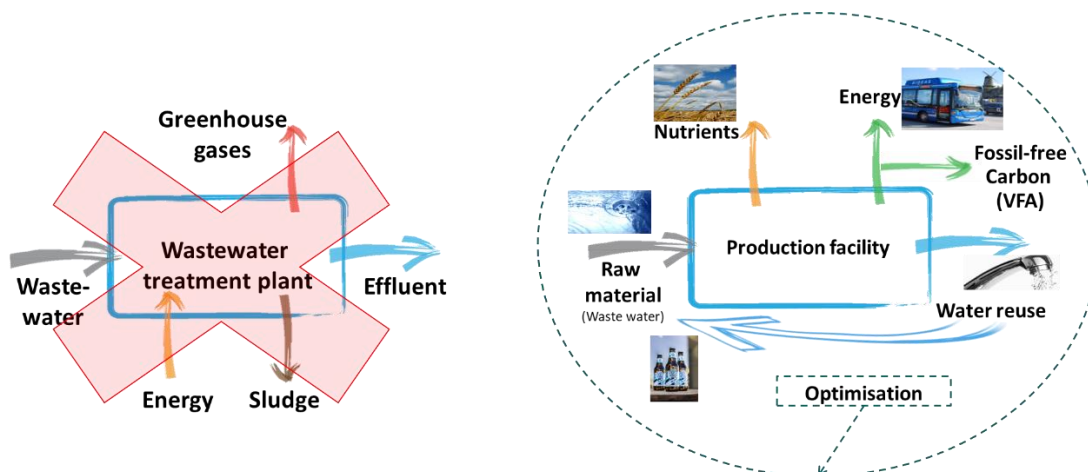 Greenhouse
gases
Wastewater
treatment plant
Waste-
water
Effluent
Energy
Sludge
Nutrients
Energy
Fossil-free
Carbon
(VFA)
Production facility
Raw
material
(Waste water)
Water reuse
Optimisation